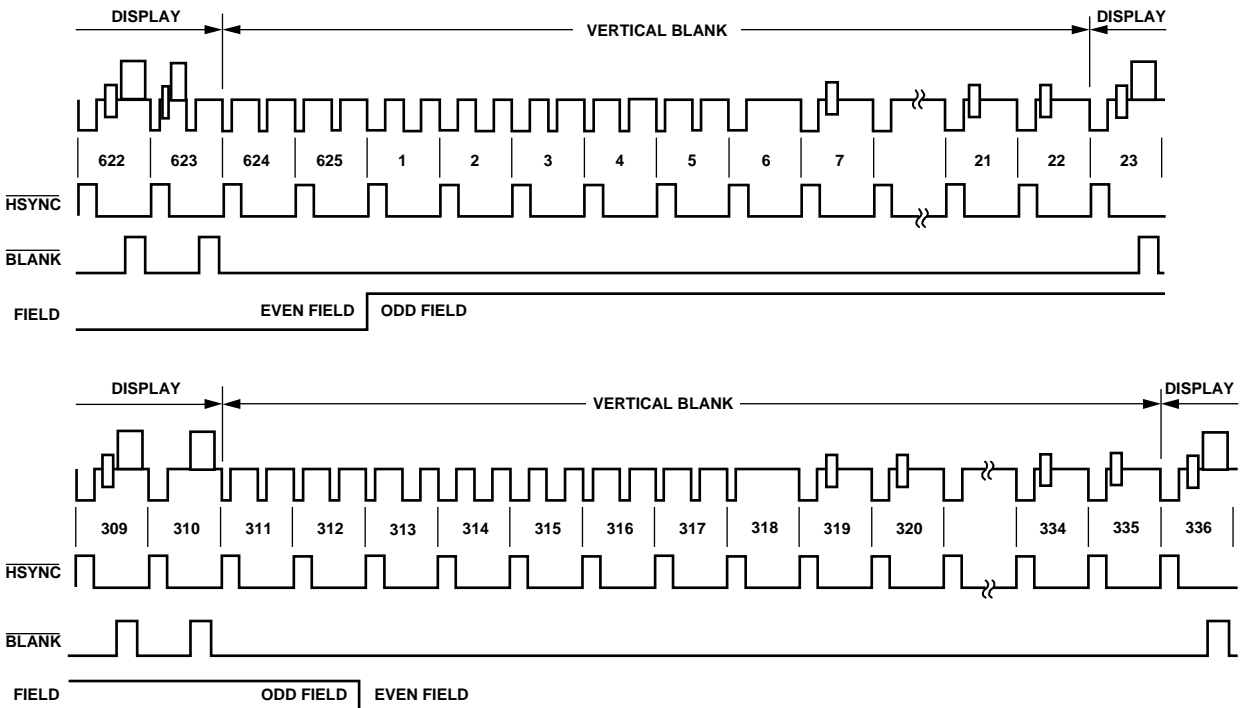 DISPLAY VERTICAL BLANK DISPLAY
622 623 624 625 1 2 3 4 5 6 7 21 22 23
HSYNC
BLANK
FIELD EVEN FIELD ODD FIELD
DISPLAY VERTICAL BLANK DISPLAY
309 310 311 312 313 314 315 316 317 318 319 320 334 335 336
HSYNC
BLANK
FIELD ODD FIELD EVEN FIELD